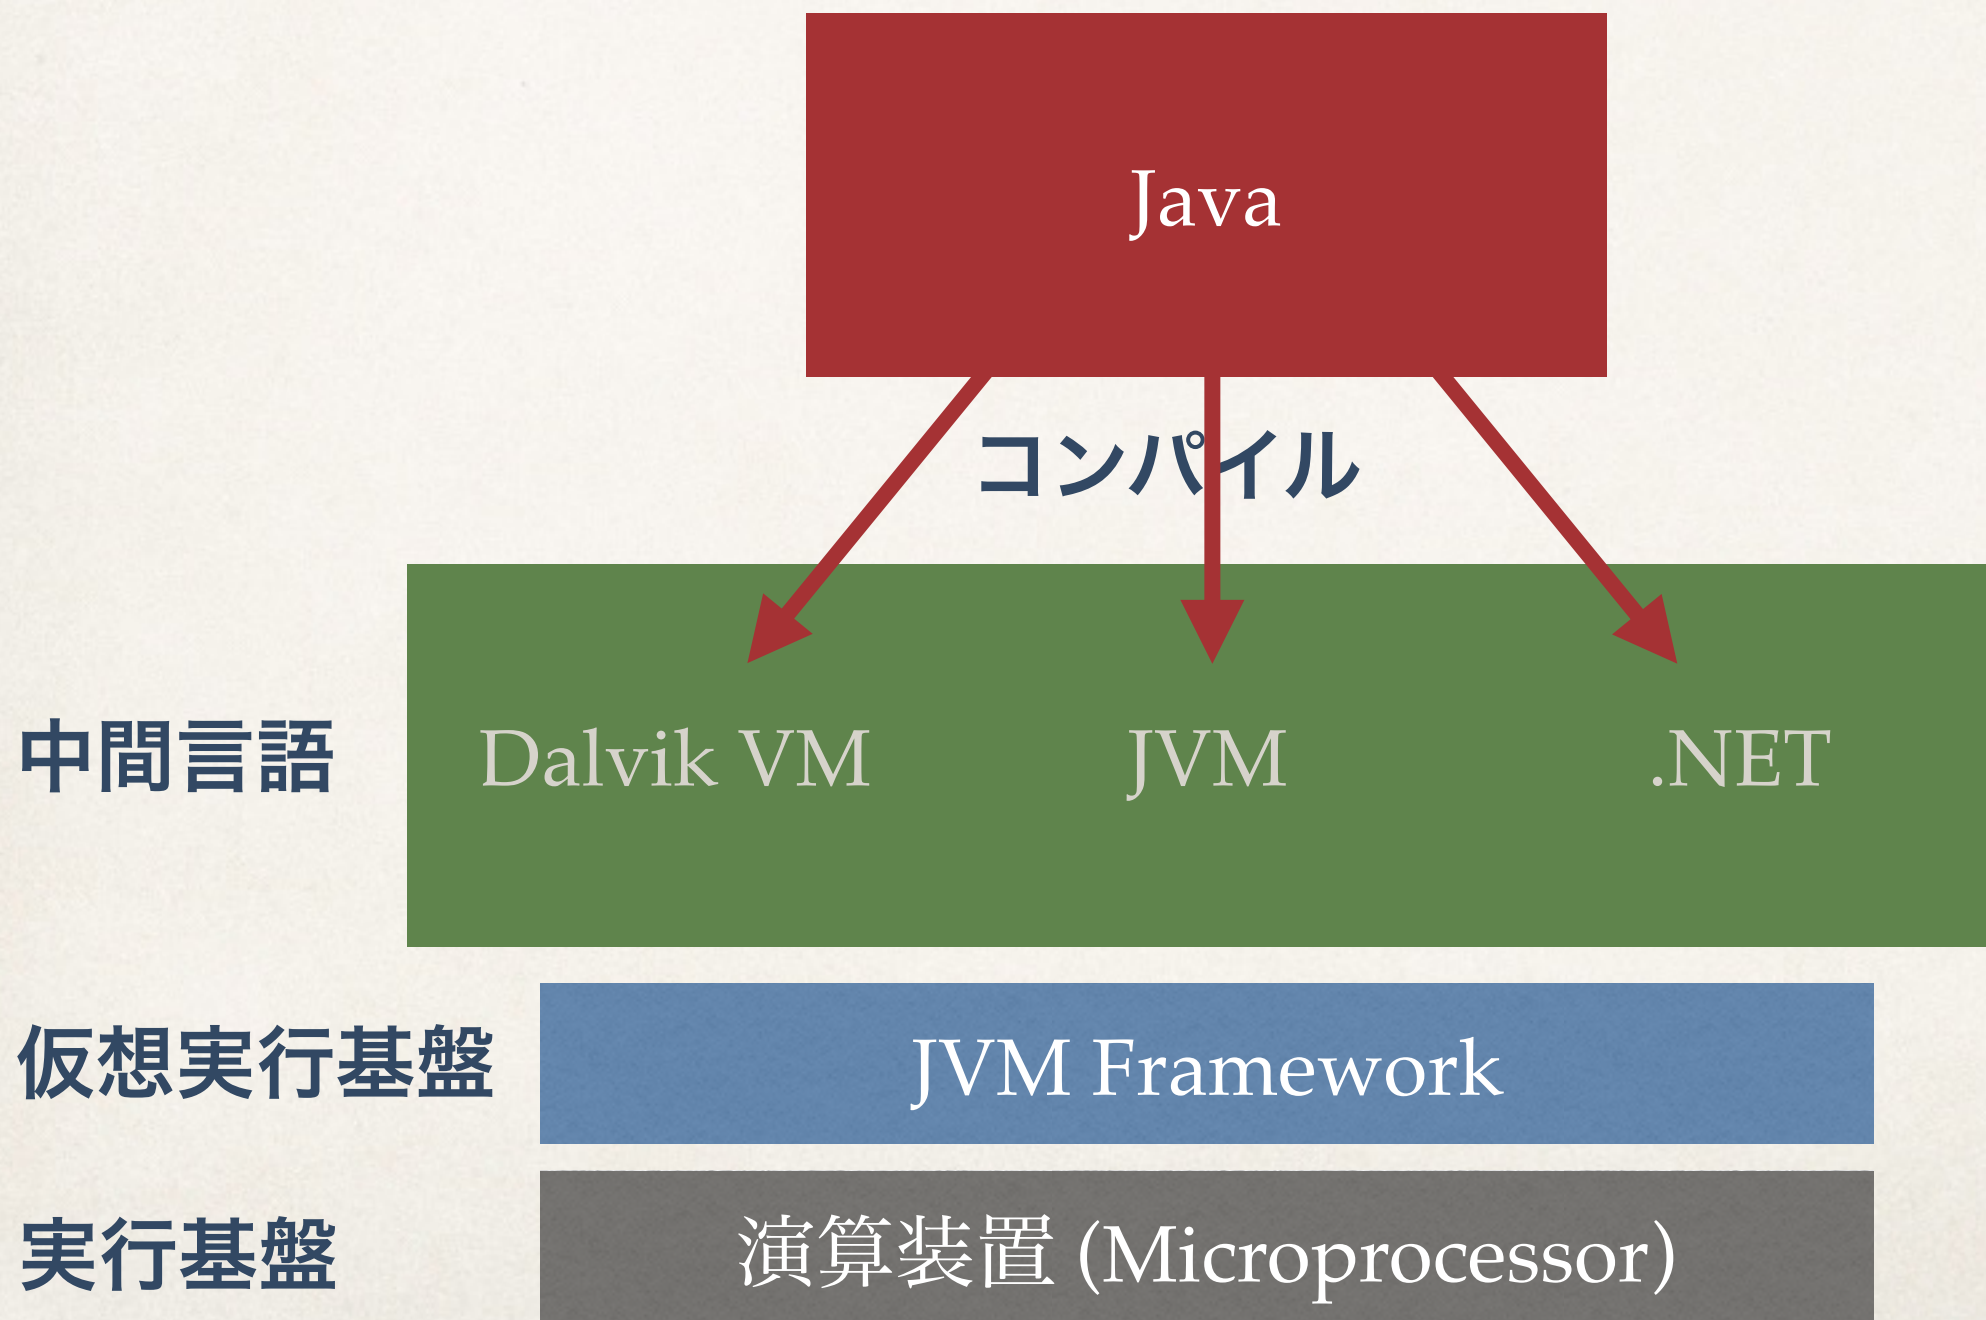 Java
コンパイル
中間言語 Dalvik VM JVM .NET
仮想実行基盤 JVM Framework
実行基盤 演算装置 (Microprocessor)